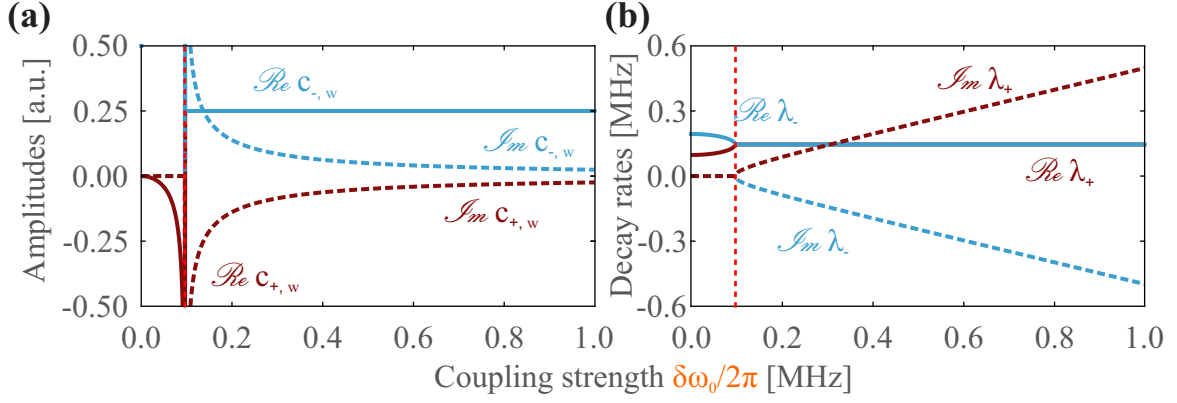 (a)
(b)
Amplitudes [a.u.]
0.50
0.25
0.00
-0.25
-0.50
0.0 0.2 0.4 0.6 0.8 1.0
ℛe c-, w
ℐm c-, w
ℐm c+, w
ℛe c+, w
Decay rates [MHz]
0.6
0.3
0.0
-0.3
-0.6
0.0 0.2 0.4 0.6 0.8 1.0
ℐm λ+
ℛe λ-
ℛe λ+
ℐm λ-
Coupling strength δω₀/2π [MHz]